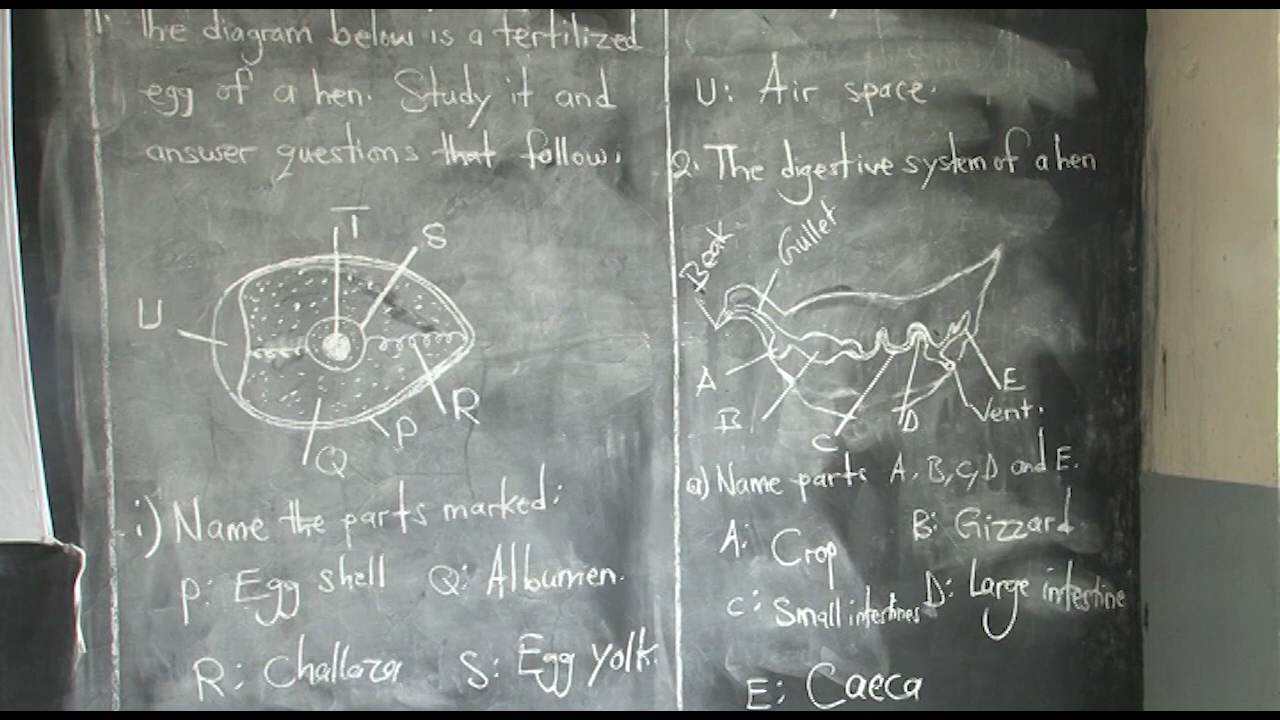 1. The diagram below is a fertilized
egg of a hen. Study it and
answer questions that follow.
T
S
U
R
P
Q
i) Name the parts marked:
P: Egg shell Q: Albumen.
R: Challaza S: Egg yolk.
U: Air space.
2. The digestive system of a hen
Beak
Gullet
A
B
C
D
E
Vent.
a) Name parts A, B, C, D and E.
A: Crop
B: Gizzard
C: Small intestines
D: Large intestine
E: Caeca